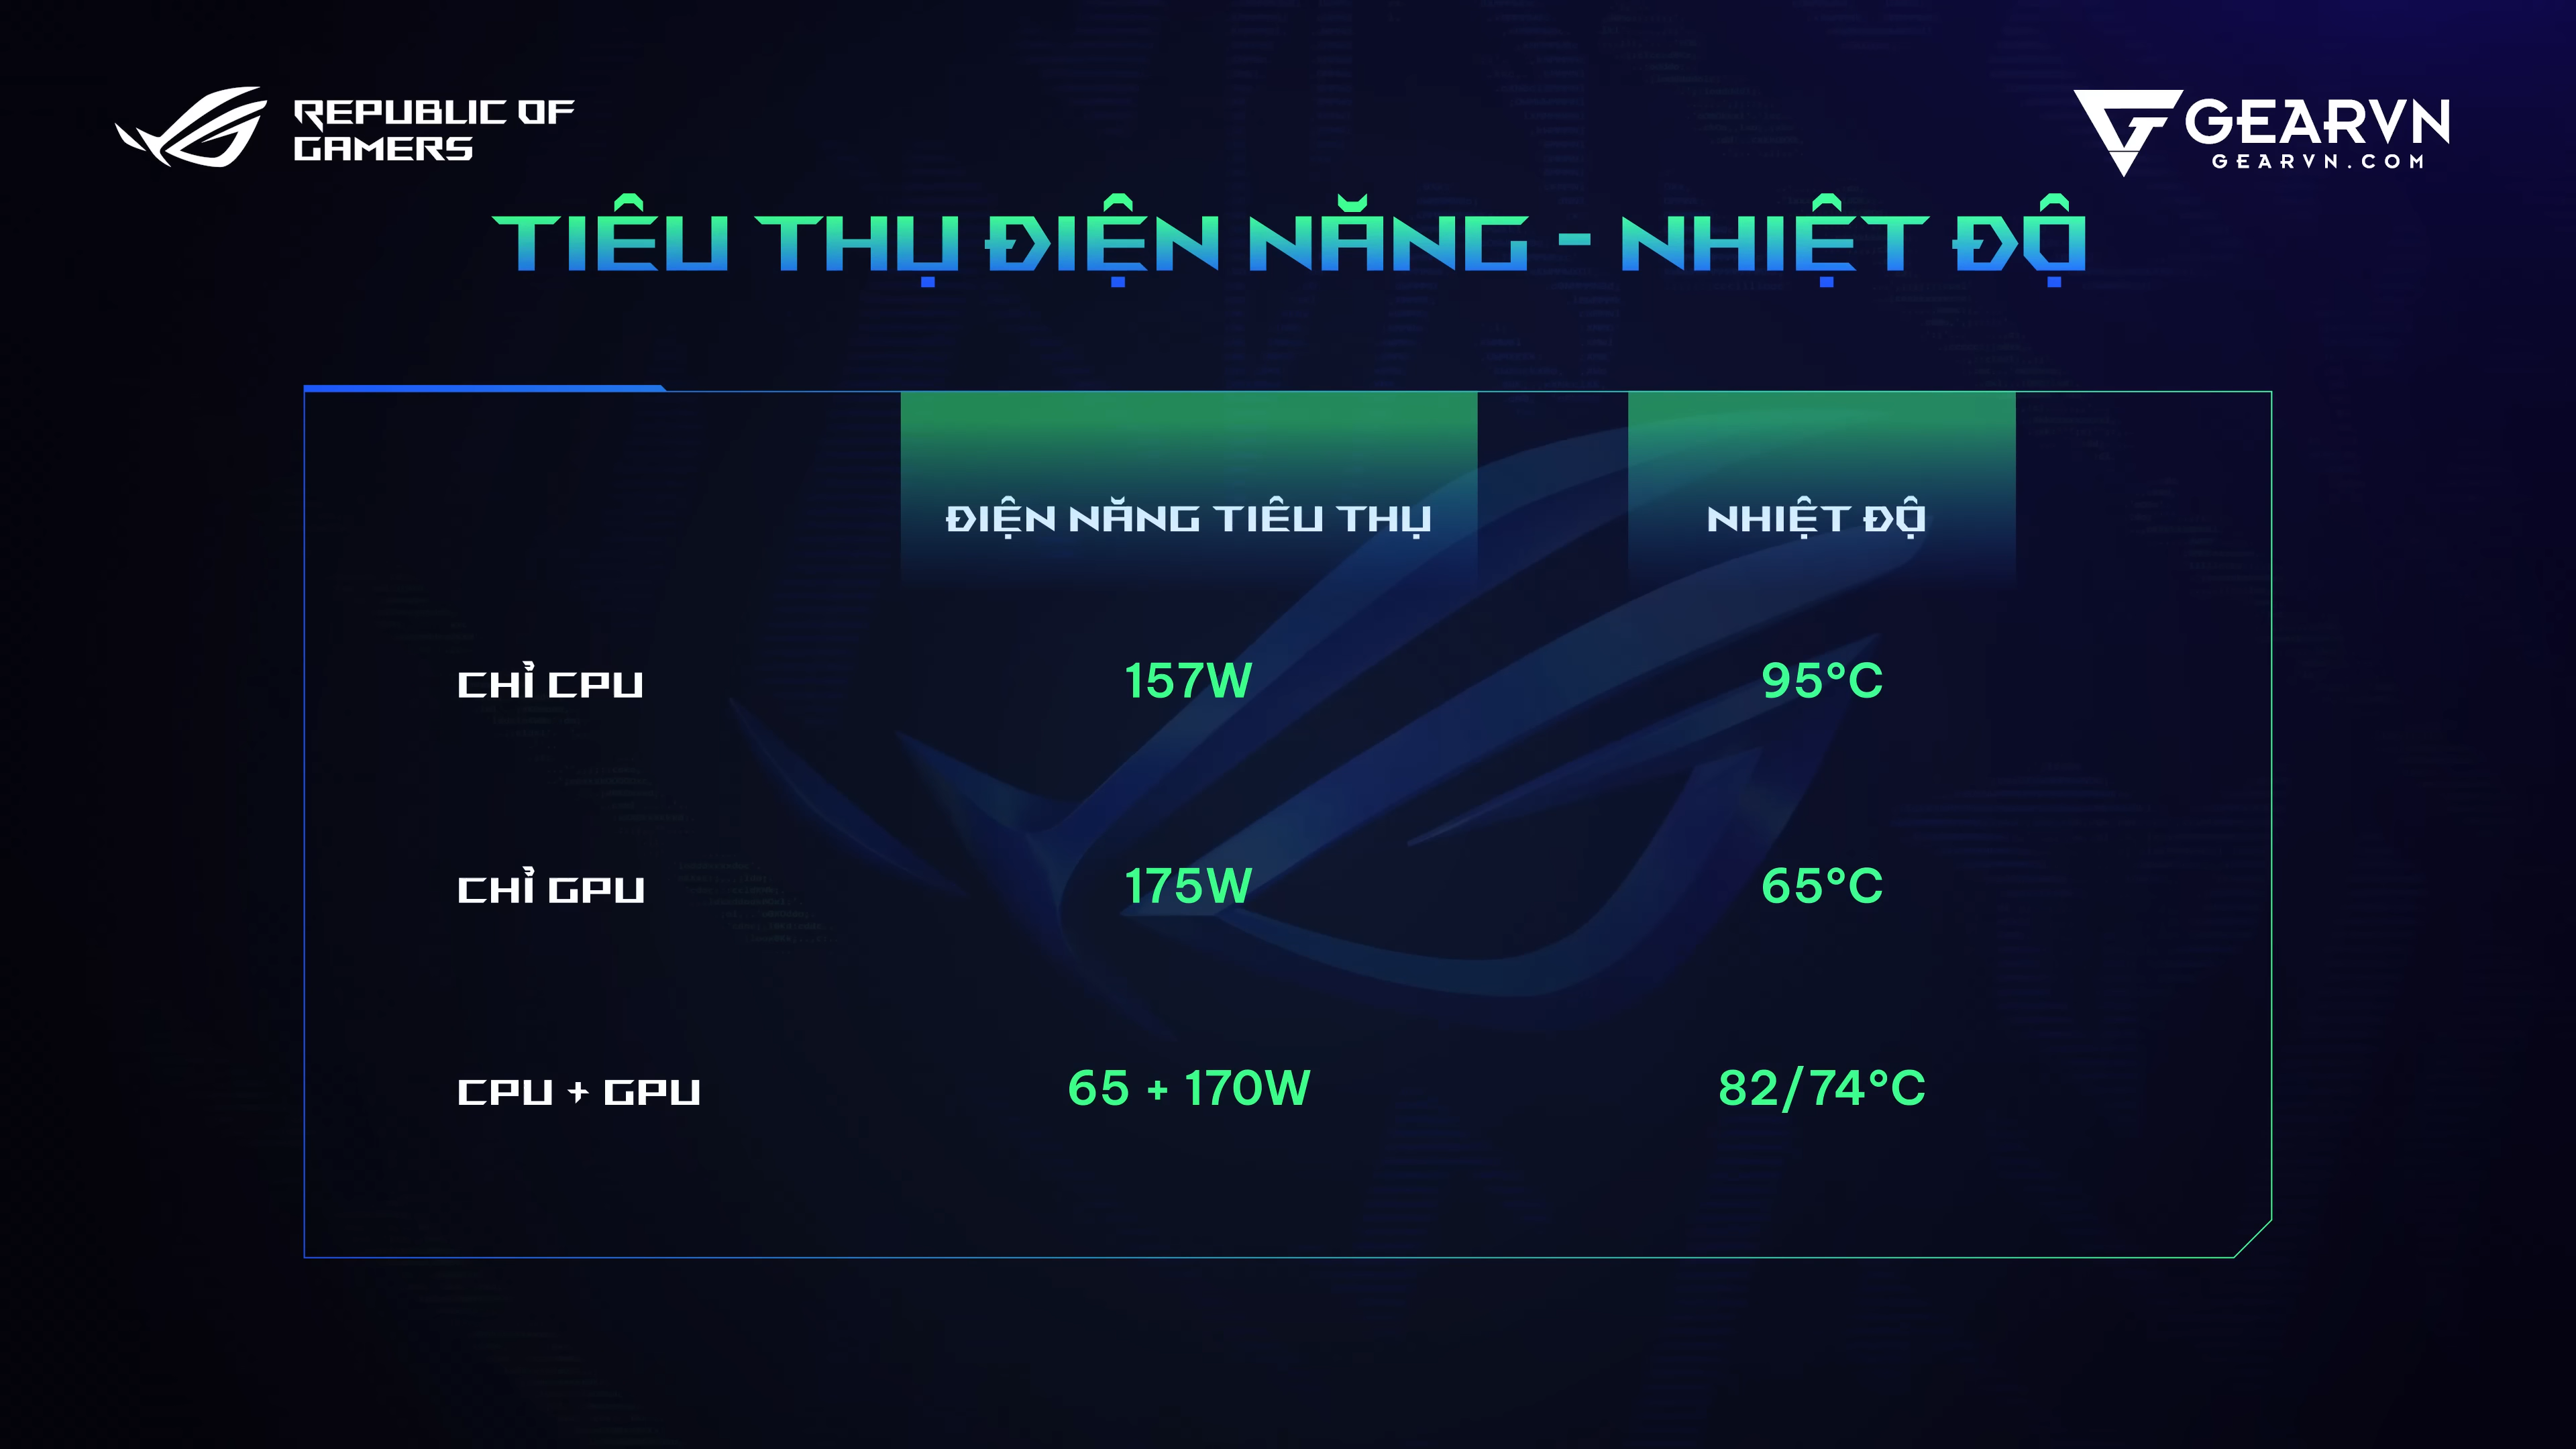 REPUBLIC OF
GAMERS
GEARVN
GEARVN.COM
TIÊU THỤ ĐIỆN NĂNG - NHIỆT ĐỘ
ĐIỆN NĂNG TIÊU THỤ NHIỆT ĐỘ
CHỈ CPU 157W 95°C
CHỈ GPU 175W 65°C
CPU + GPU 65 + 170W 82/74°C